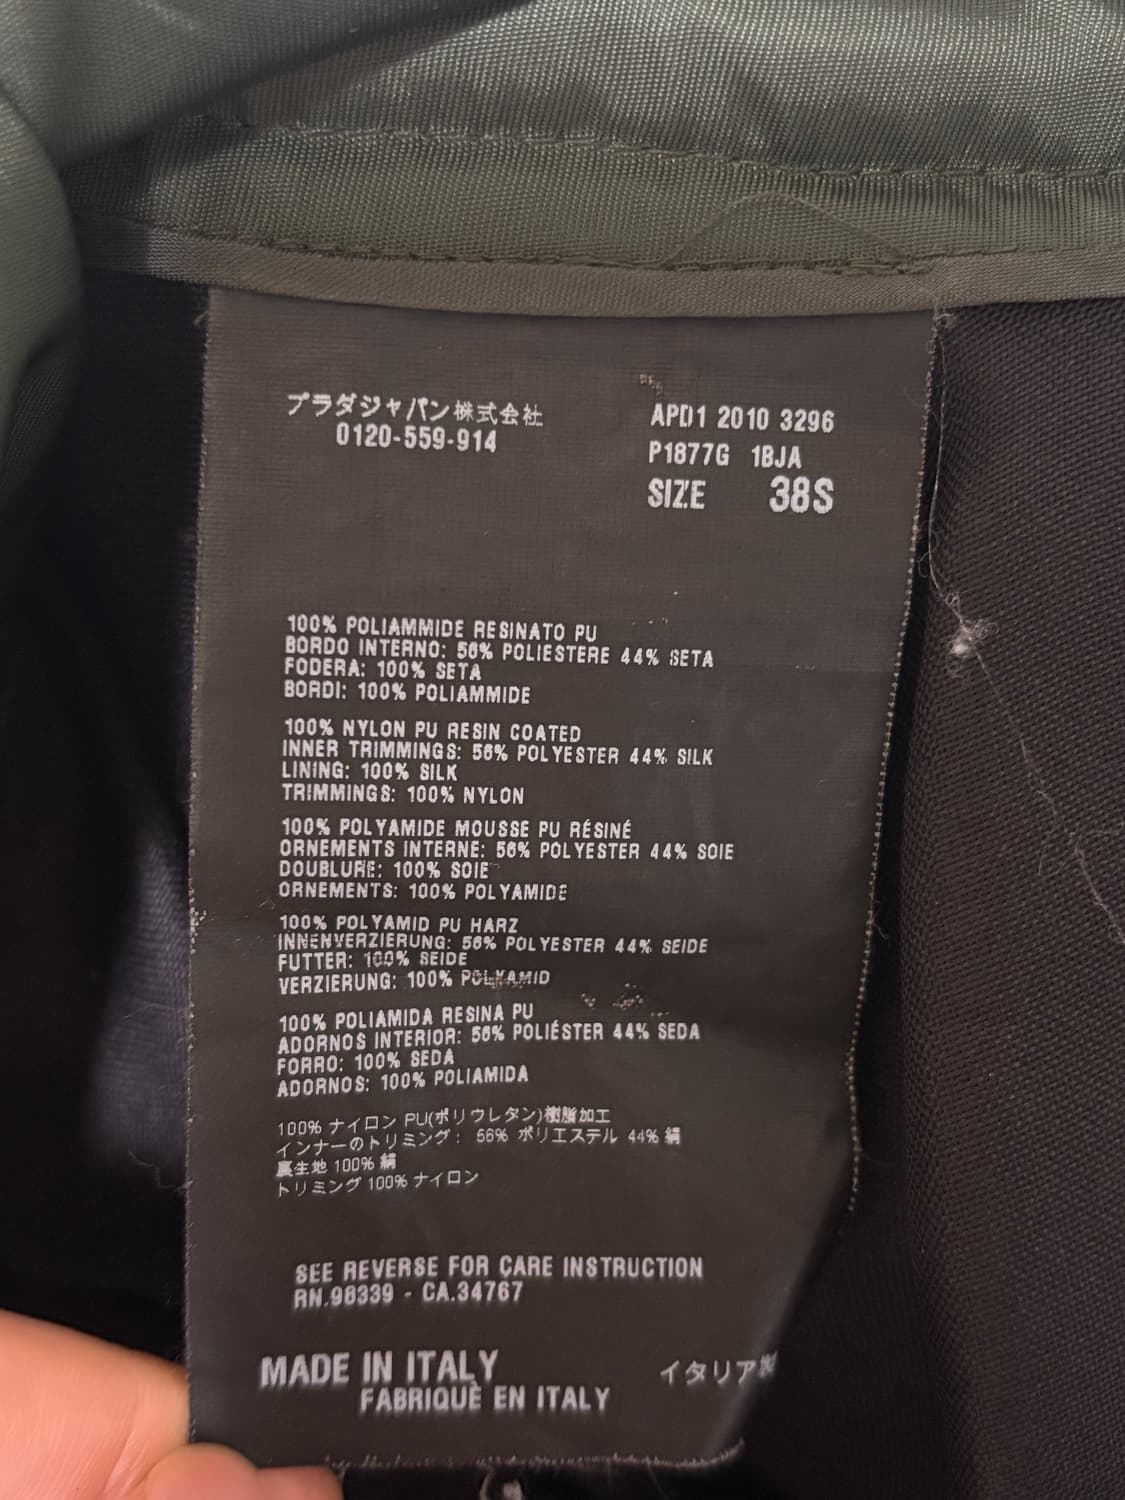 プラダジャパン株式会社
0120-559-914
APD1 2010 3296
P1877G 1BJA
SIZE 38S
100% POLIAMMIDE RESINATO PU
BORDO INTERNO: 56% POLIESTERE 44% SETA
FODERA: 100% SETA
BORDI: 100% POLIAMMIDE
100% NYLON PU RESIN COATED
INNER TRIMMINGS: 56% POLYESTER 44% SILK
LINING: 100% SILK
TRIMMINGS: 100% NYLON
100% POLYAMIDE MOUSSE PU RÉSINÉ
ORNEMENTS INTERNE: 56% POLYESTER 44% SOIE
DOUBLURE: 100% SOIE
ORNEMENTS: 100% POLYAMIDE
100% POLYAMID PU HARZ
INNENVERZIERUNG: 56% POLYESTER 44% SEIDE
FUTTER: 100% SEIDE
VERZIERUNG: 100% POLYAMID
100% POLIAMIDA RESINA PU
ADORNOS INTERIOR: 56% POLIÉSTER 44% SEDA
FORRO: 100% SEDA
ADORNOS: 100% POLIAMIDA
100% ナイロン PU(ポリウレタン)樹脂加工
インナーのトリミング: 56% ポリエステル 44% 絹
裏生地 100% 絹
トリミング 100% ナイロン
SEE REVERSE FOR CARE INSTRUCTION
RN.98339 - CA.34767
MADE IN ITALY
FABRIQUÈ EN ITALY
イタリア製